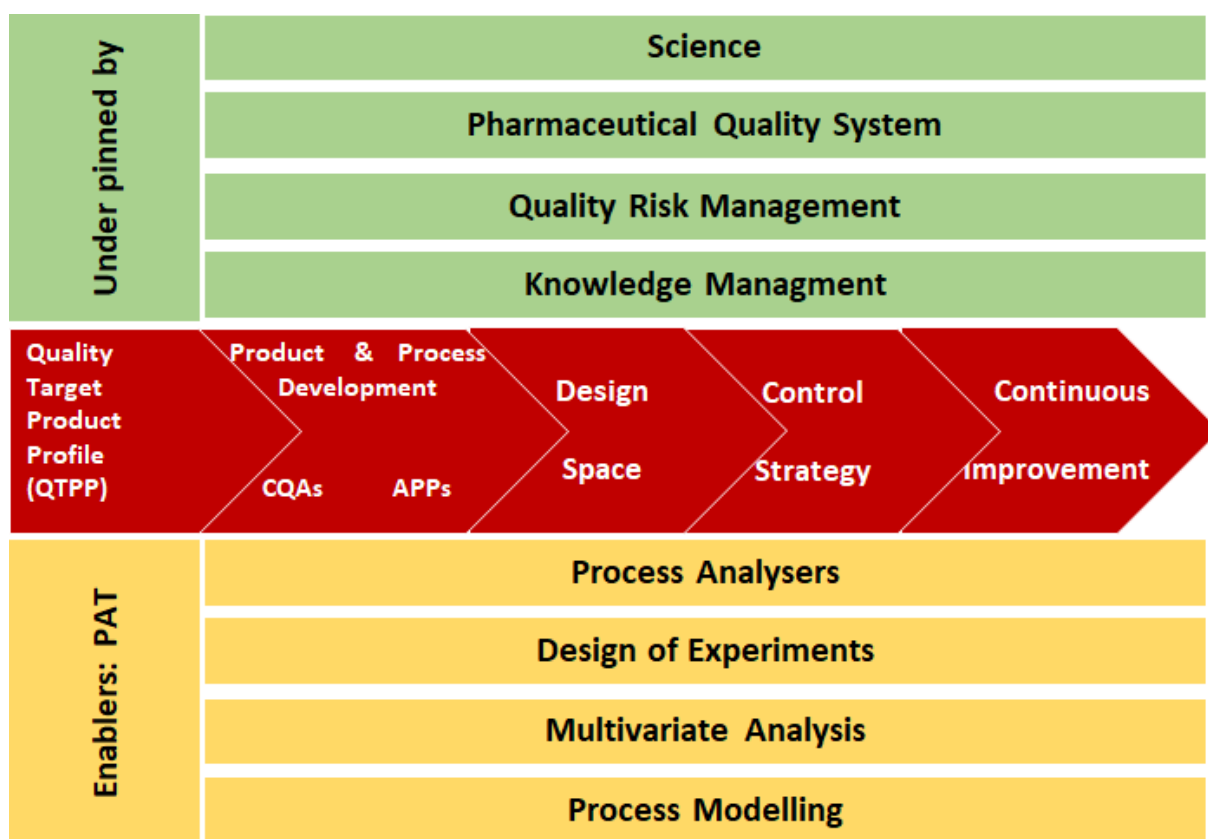 Under pinned by
Science
Pharmaceutical Quality System
Quality Risk Management
Knowledge Managment
Quality
Target
Product
Profile
(QTPP)
Product & Process
Development
CQAs APPs
Design
Space
Control
Strategy
Continuous
Improvement
Enablers: PAT
Process Analysers
Design of Experiments
Multivariate Analysis
Process Modelling